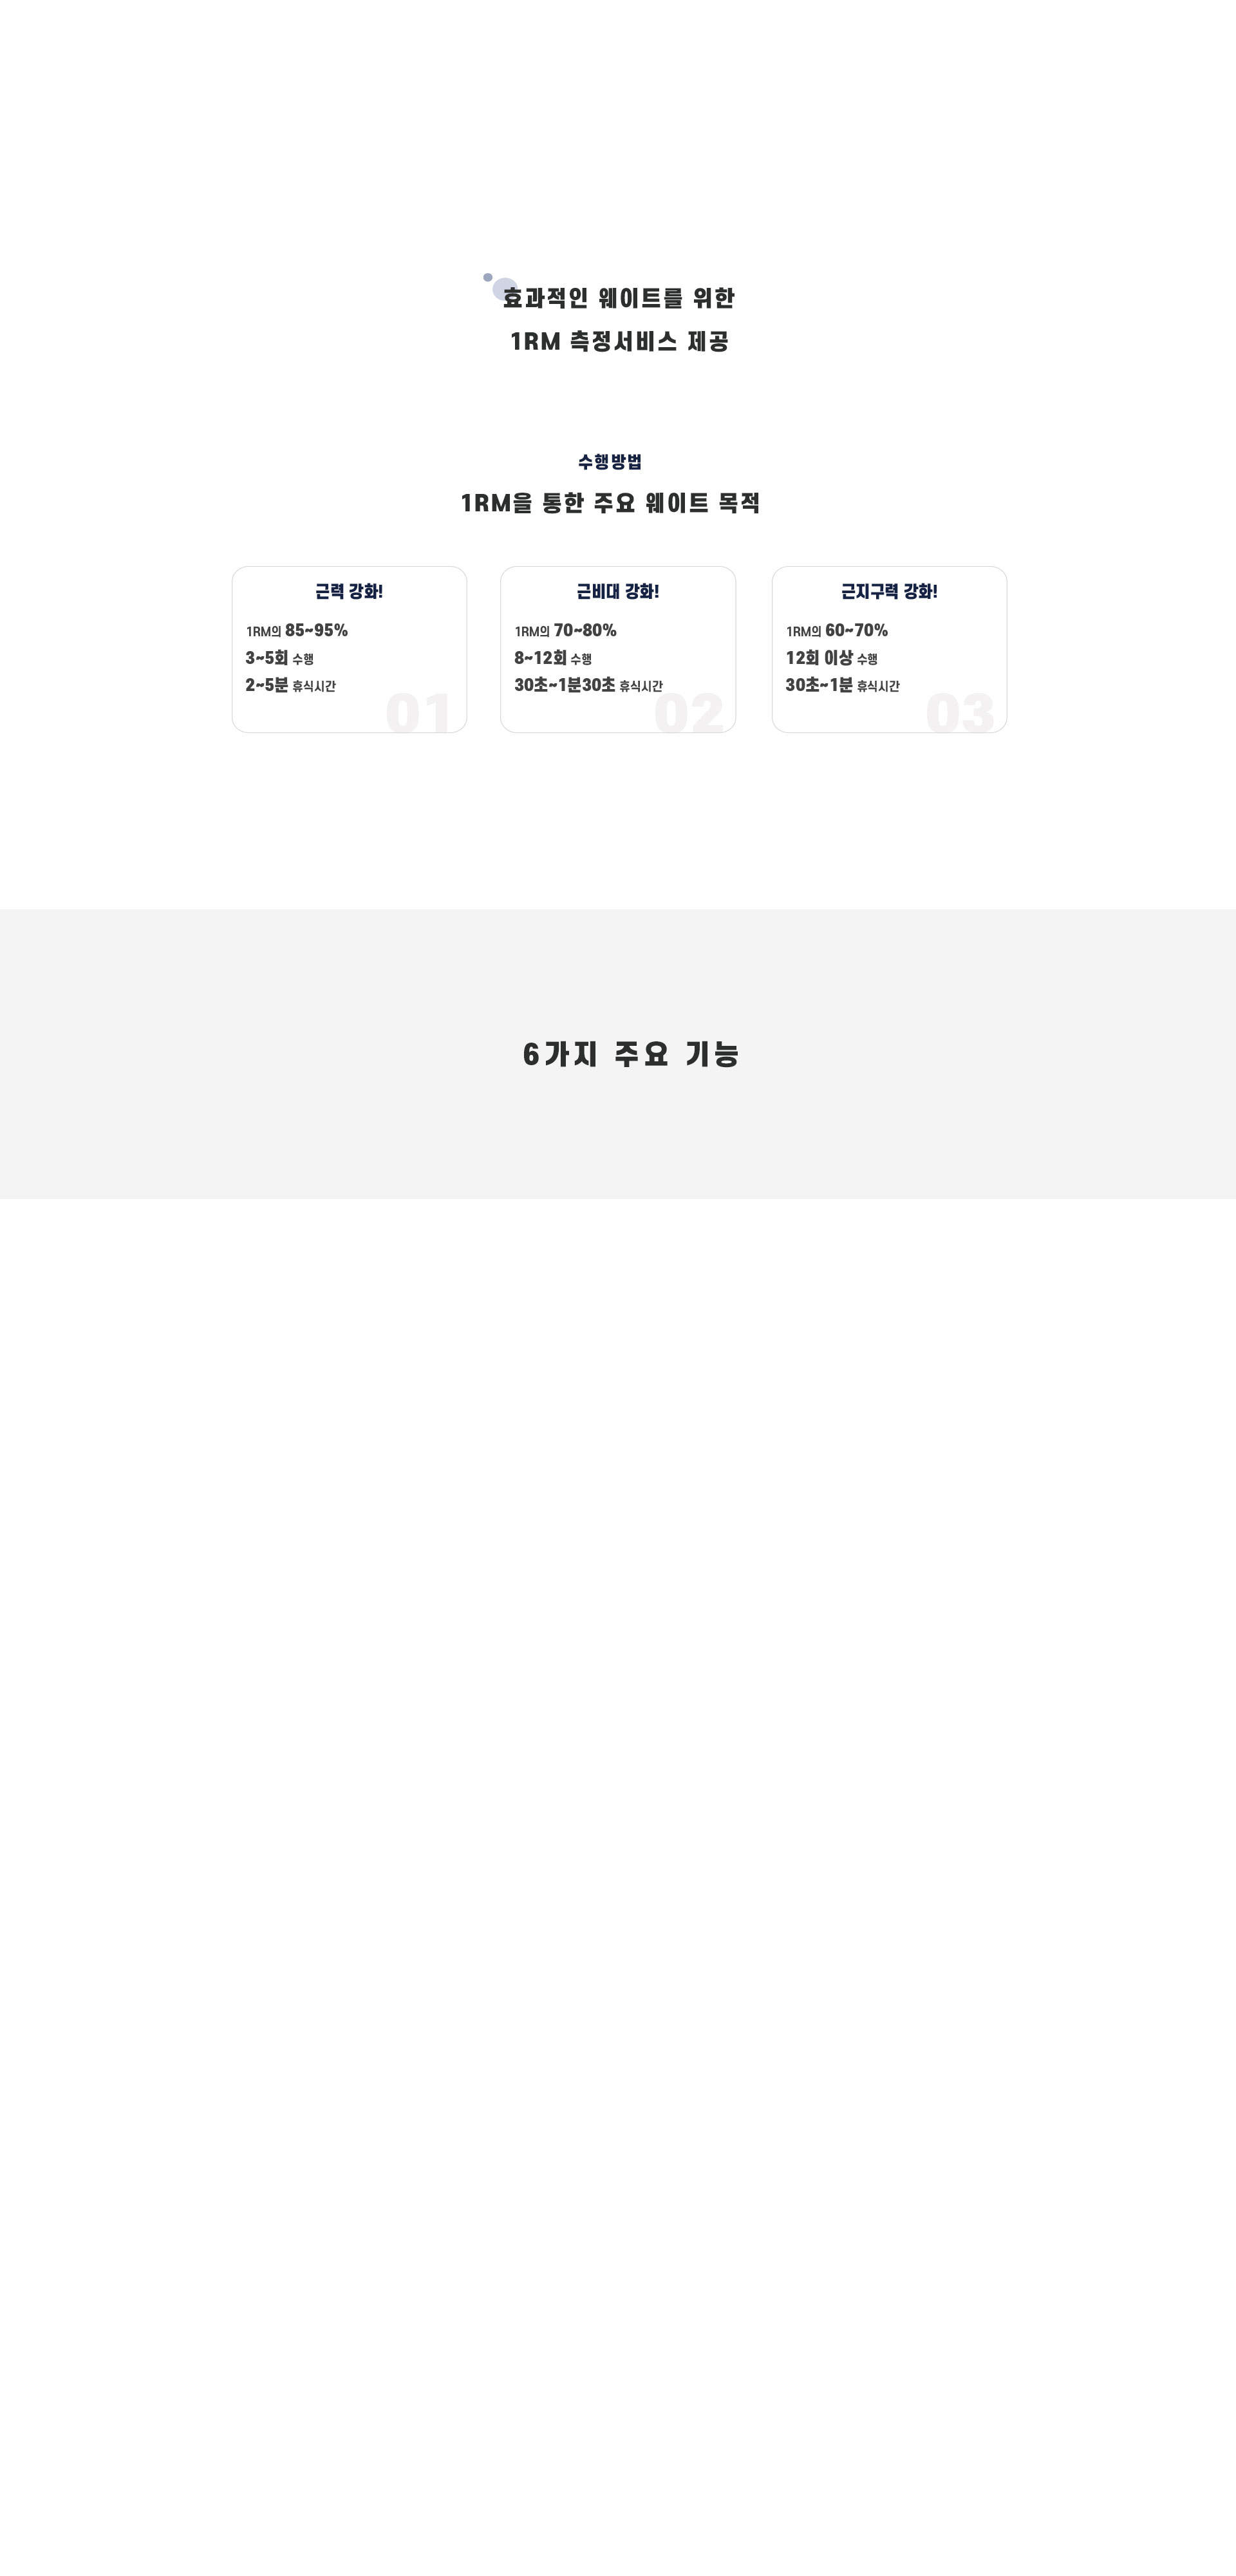 효과적인 웨이트를 위한
1RM 측정서비스 제공
수행방법
1RM을 통한 주요 웨이트 목적
근력 강화!
1RM의 85~95%
3~5회 수행
2~5분 휴식시간
01
근비대 강화!
1RM의 70~80%
8~12회 수행
30초~1분30초 휴식시간
02
근지구력 강화!
1RM의 60~70%
12회 이상 수행
30초~1분 휴식시간
03
6가지 주요 기능